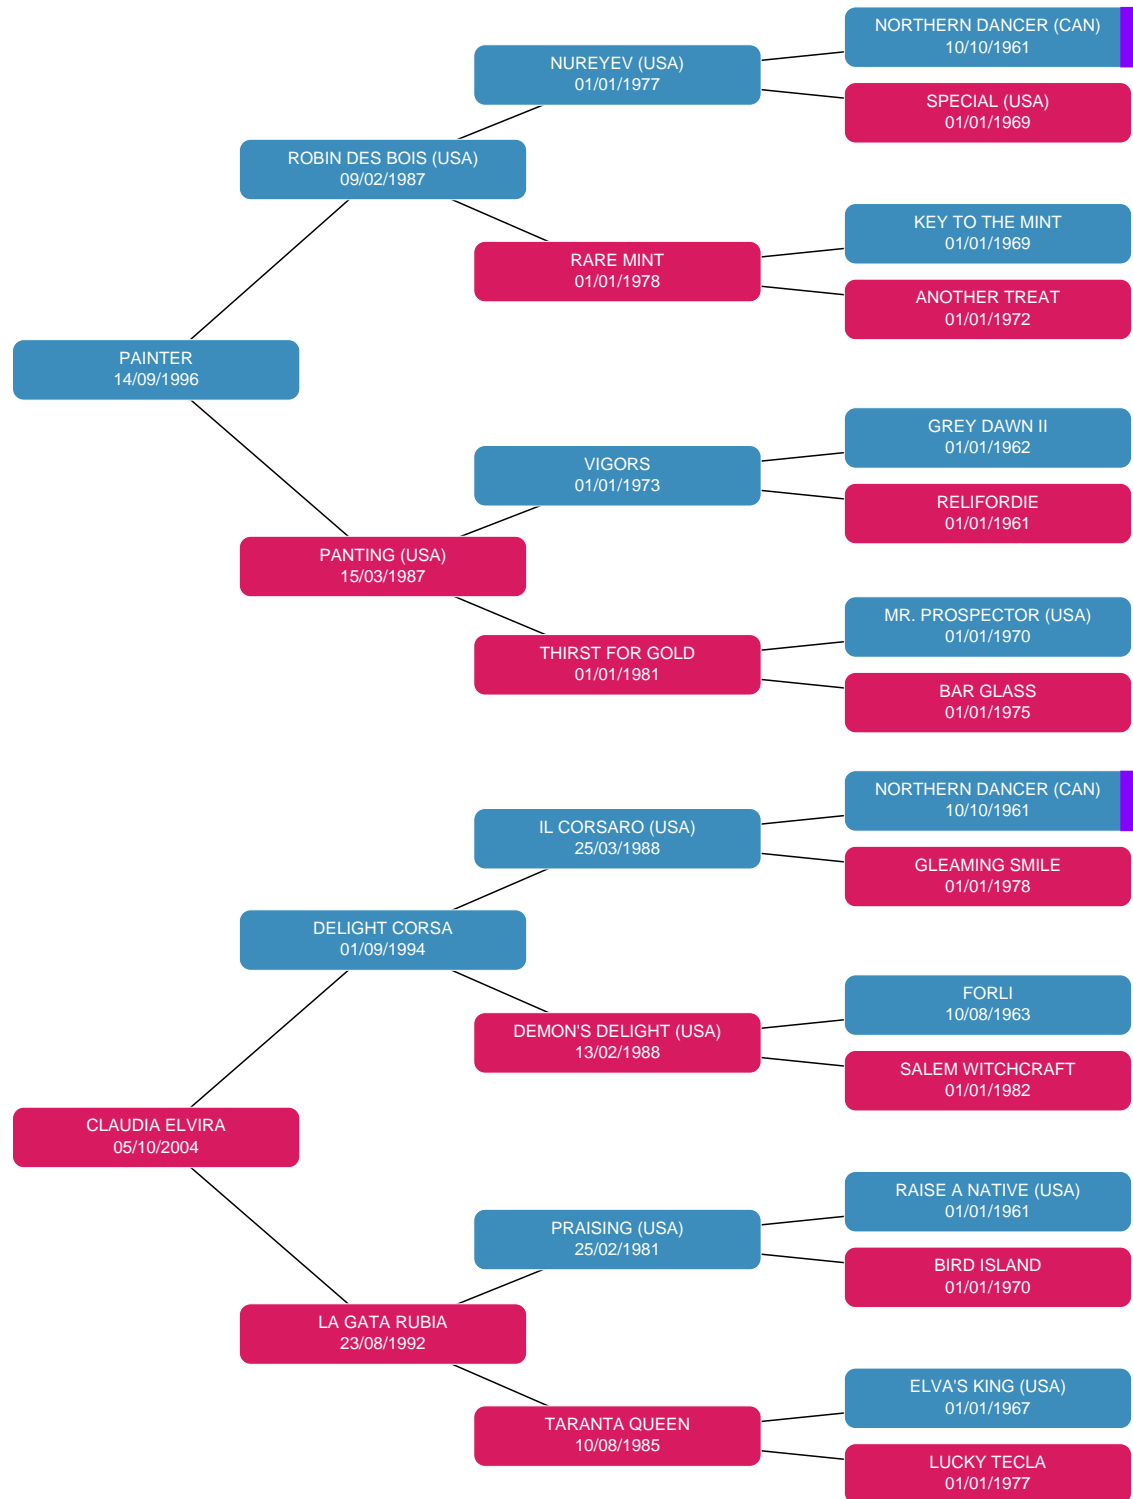 NORTHERN DANCER (CAN)
10/10/1961
NUREYEV (USA)
01/01/1977
SPECIAL (USA)
01/01/1969
ROBIN DES BOIS (USA)
09/02/1987
KEY TO THE MINT
01/01/1969
RARE MINT
01/01/1978
ANOTHER TREAT
01/01/1972
PAINTER
14/09/1996
GREY DAWN II
01/01/1962
VIGORS
01/01/1973
RELIFORDIE
01/01/1961
PANTING (USA)
15/03/1987
MR. PROSPECTOR (USA)
01/01/1970
THIRST FOR GOLD
01/01/1981
BAR GLASS
01/01/1975
NORTHERN DANCER (CAN)
10/10/1961
IL CORSARO (USA)
25/03/1988
GLEAMING SMILE
01/01/1978
DELIGHT CORSA
01/09/1994
FORLI
10/08/1963
DEMON'S DELIGHT (USA)
13/02/1988
SALEM WITCHCRAFT
01/01/1982
CLAUDIA ELVIRA
05/10/2004
RAISE A NATIVE (USA)
01/01/1961
PRAISING (USA)
25/02/1981
BIRD ISLAND
01/01/1970
LA GATA RUBIA
23/08/1992
ELVA'S KING (USA)
01/01/1967
TARANTA QUEEN
10/08/1985
LUCKY TECLA
01/01/1977